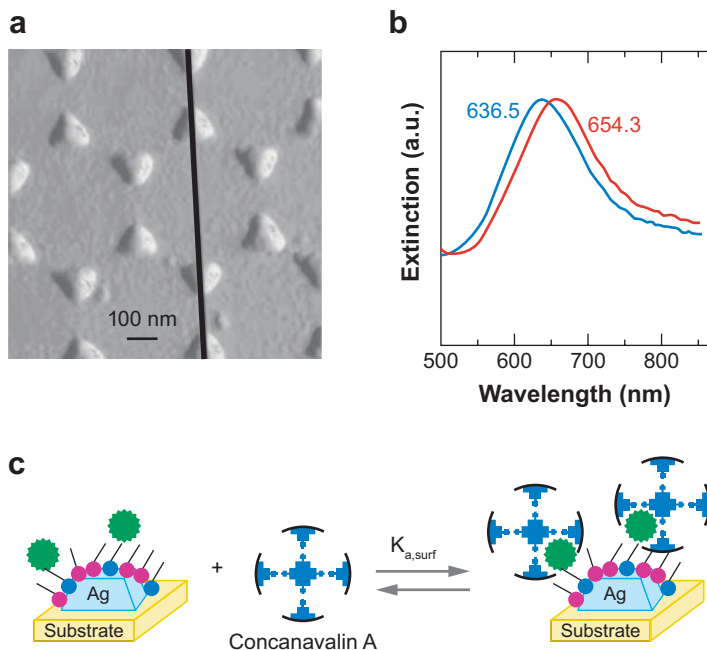 a
100 nm
b
Extinction (a.u.)
636.5
654.3
500 600 700 800
Wavelength (nm)
c
Ag
Substrate
+
Concanavalin A
K_a,surf
Ag
Substrate